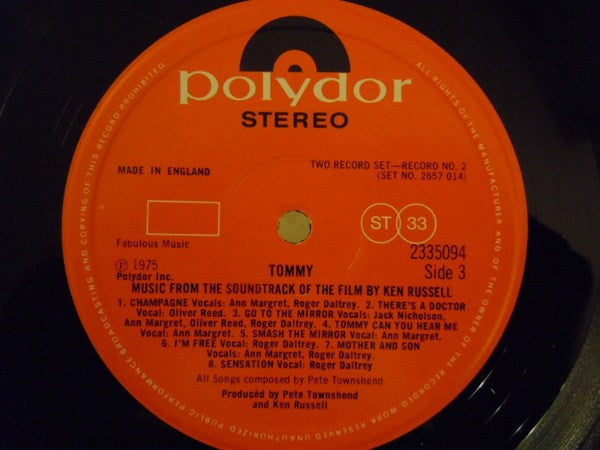 polydor
STEREO
MADE IN ENGLAND
TWO RECORD SET—RECORD NO. 2
(SET NO. 2657 014)
ST 33
Fabulous Music
2335094
℗ 1975
TOMMY
Side 3
Polydor Inc.
MUSIC FROM THE SOUNDTRACK OF THE FILM BY KEN RUSSELL
1. CHAMPAGNE Vocals: Ann Margret, Roger Daltrey. 2. THERE'S A DOCTOR
Vocal: Oliver Reed. 3. GO TO THE MIRROR Vocals: Jack Nicholson,
Ann Margret, Oliver Reed, Roger Daltrey. 4. TOMMY CAN YOU HEAR ME
Vocal: Ann Margret. 5. SMASH THE MIRROR Vocal: Ann Margret.
6. I'M FREE Vocal: Roger Daltrey. 7. MOTHER AND SON
Vocals: Ann Margret, Roger Daltrey.
8. SENSATION Vocal: Roger Daltrey
All Songs composed by Pete Townshend
Produced by Pete Townshend
and Ken Russell
ALL RIGHTS OF THE MANUFACTURER AND OF THE OWNER OF THE RECORDED WORK RESERVED UNAUTHORIZED PUBLIC PERFORMANCE BROADCASTING AND COPYING OF THIS RECORD PROHIBITED.